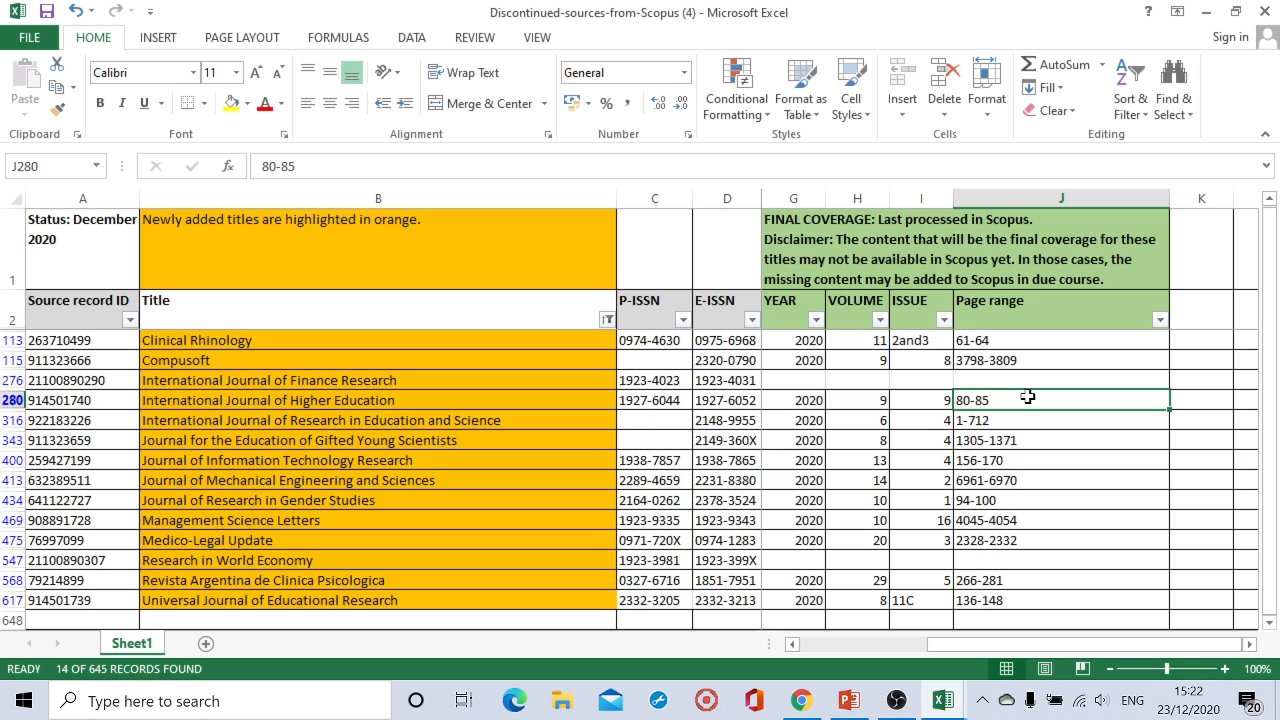 Discontinued-sources-from-Scopus (4) - Microsoft Excel
FILE HOME INSERT PAGE LAYOUT FORMULAS DATA REVIEW VIEW Sign in
Paste Calibri 11 Wrap Text General Conditional Formatting Format as Table Cell Styles Insert Delete Format AutoSum Sort & Filter Find & Select
B I U A Merge & Center % , Fill
Clear
Clipboard Font Alignment Number Styles Cells Editing
J280 fx 80-85
A B C D G H I J K
1 Status: December 2020 Newly added titles are highlighted in orange. FINAL COVERAGE: Last processed in Scopus.
Disclaimer: The content that will be the final coverage for these
titles may not be available in Scopus yet. In those cases, the
missing content may be added to Scopus in due course.
2 Source record ID Title P-ISSN E-ISSN YEAR VOLUME ISSUE Page range
113 263710499 Clinical Rhinology 0974-4630 0975-6968 2020 11 2and3 61-64
115 911323666 Compusoft 2320-0790 2020 9 8 3798-3809
276 21100890290 International Journal of Finance Research 1923-4023 1923-4031
280 914501740 International Journal of Higher Education 1927-6044 1927-6052 2020 9 9 80-85
316 922183226 International Journal of Research in Education and Science 2148-9955 2020 6 4 1-712
343 911323659 Journal for the Education of Gifted Young Scientists 2149-360X 2020 8 4 1305-1371
400 259427199 Journal of Information Technology Research 1938-7857 1938-7865 2020 13 4 156-170
413 632389511 Journal of Mechanical Engineering and Sciences 2289-4659 2231-8380 2020 14 2 6961-6970
434 641122727 Journal of Research in Gender Studies 2164-0262 2378-3524 2020 10 1 94-100
469 908891728 Management Science Letters 1923-9335 1923-9343 2020 10 16 4045-4054
475 76997099 Medico-Legal Update 0971-720X 0974-1283 2020 20 3 2328-2332
547 21100890307 Research in World Economy 1923-3981 1923-399X
568 79214899 Revista Argentina de Clinica Psicologica 0327-6716 1851-7951 2020 29 5 266-281
617 914501739 Universal Journal of Educational Research 2332-3205 2332-3213 2020 8 11C 136-148
648
Sheet1
READY 14 OF 645 RECORDS FOUND 100%
Type here to search ENG 15:22
23/12/2020 20